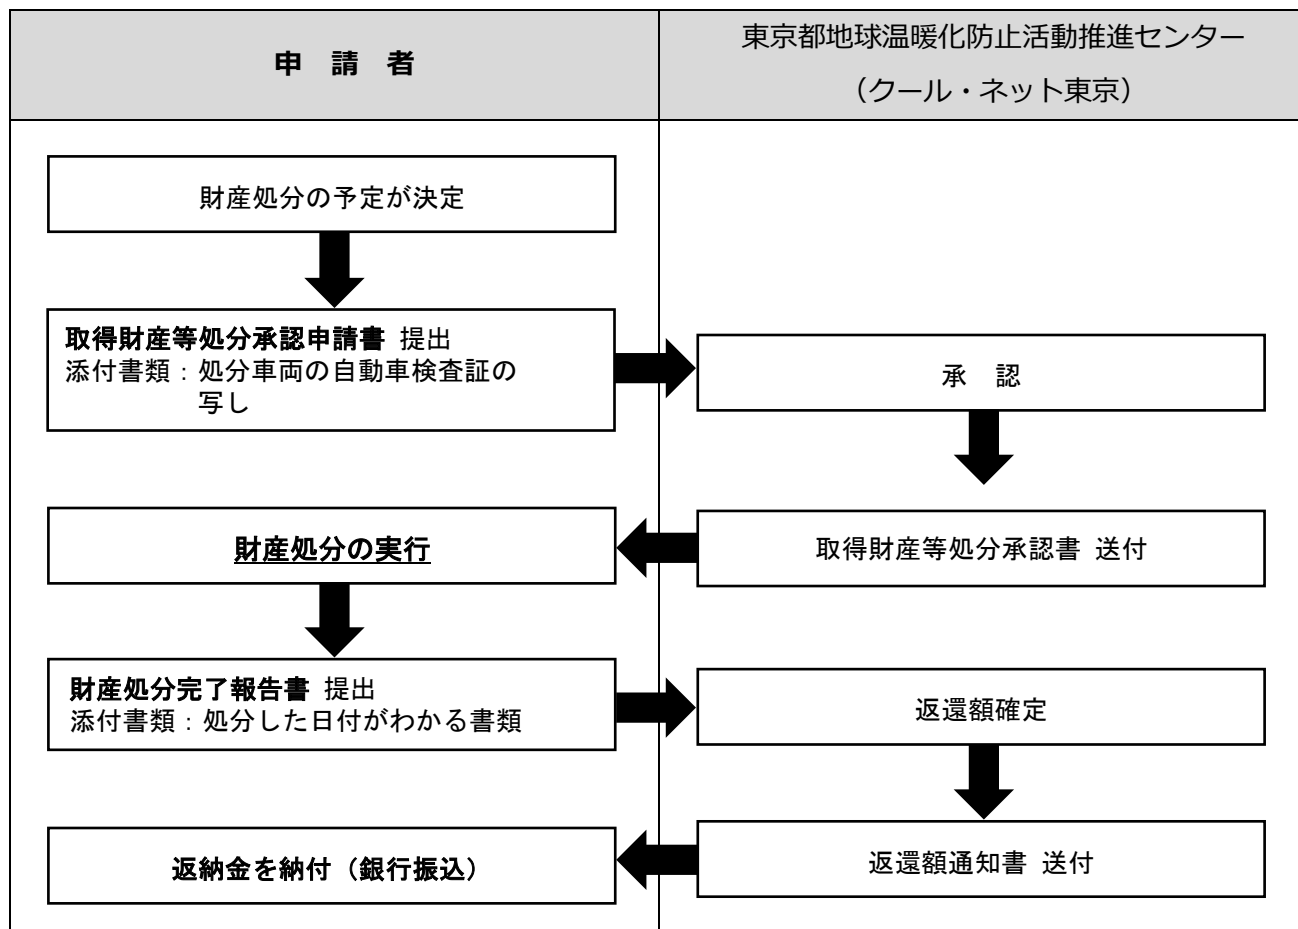 申 請 者
東京都地球温暖化防止活動推進センター
（クール・ネット東京）
財産処分の予定が決定
取得財産等処分承認申請書 提出
添付書類：処分車両の自動車検査証の
写し
承 認
取得財産等処分承認書 送付
財産処分の実行
財産処分完了報告書 提出
添付書類：処分した日付がわかる書類
返還額確定
返還額通知書 送付
返納金を納付（銀行振込）